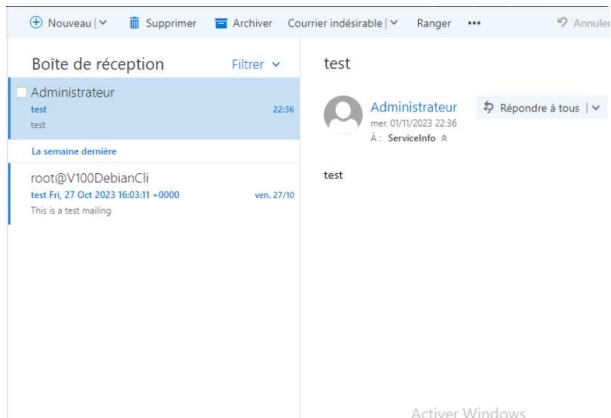 Nouveau Supprimer Archiver Courrier indésirable Ranger ••• Annuler
Boîte de réception Filtrer
Administrateur
test 22:36
test
La semaine dernière
root@V100DebianCli
test Fri, 27 Oct 2023 16:03:11 +0000 ven. 27/10
This is a test mailing
test
Administrateur Répondre à tous
mer. 01/11/2023 22:36
À : ServiceInfo
test
Activer Windows